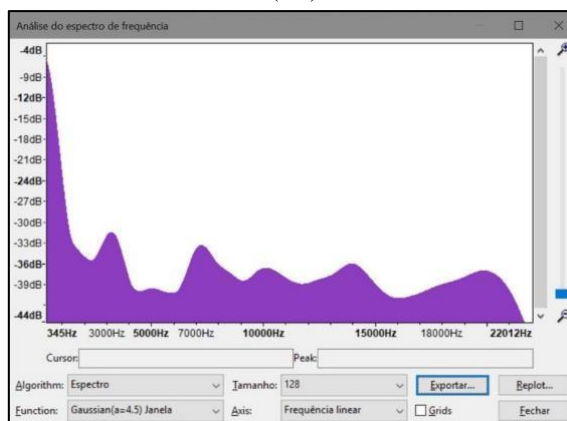 Análise do espectro de frequência
-4dB
-9dB
-12dB
-15dB
-18dB
-21dB
-24dB
-27dB
-30dB
-33dB
-36dB
-39dB
-44dB
345Hz 3000Hz 5000Hz 7000Hz 10000Hz 15000Hz 18000Hz 22012Hz
Cursor: Peak:
Algorithm: Espectro Tamanho: 128 Exportar... Replot...
Function: Gaussian(a=4.5) Janela Axis: Frequência linear Grids Fechar